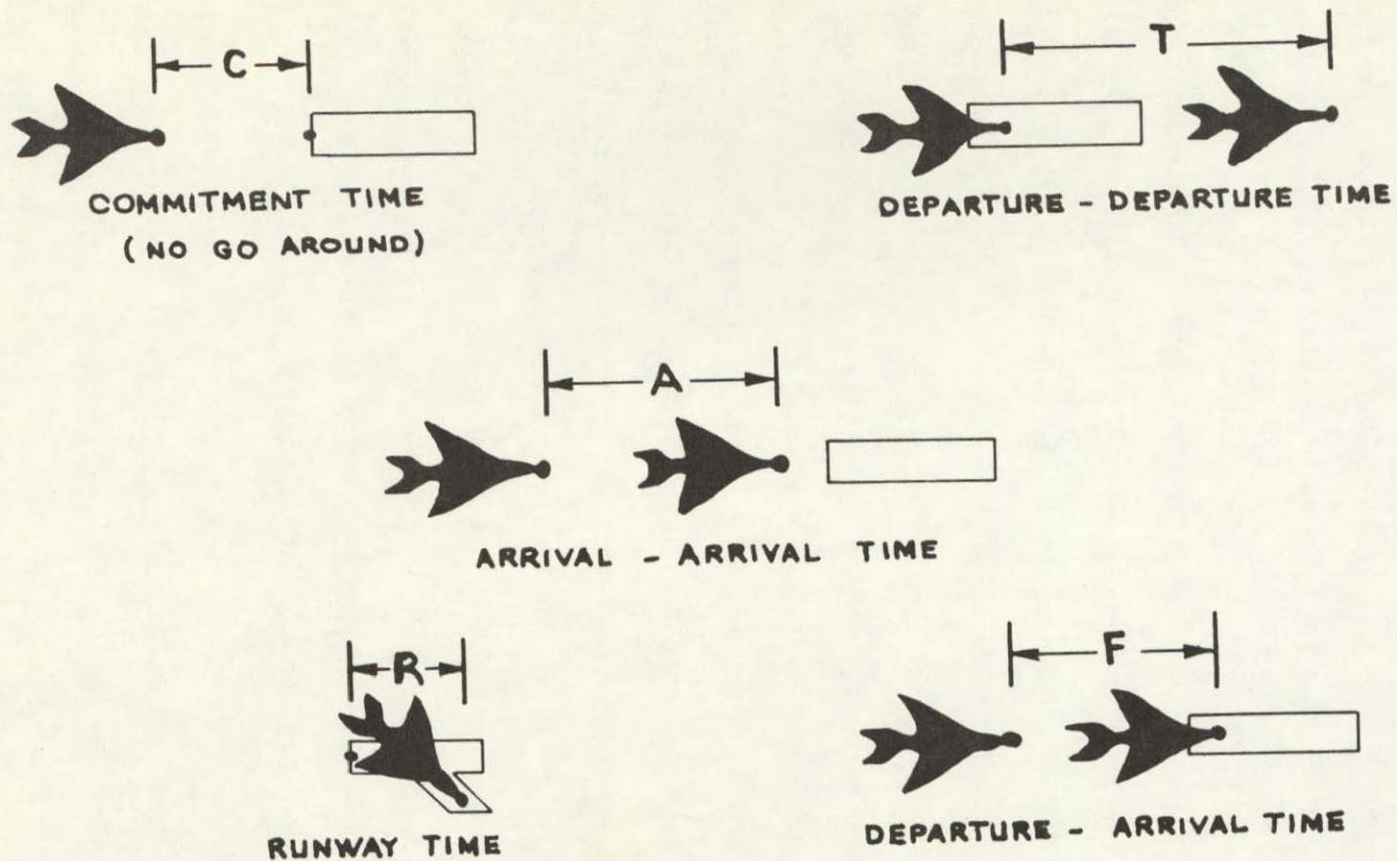 C
COMMITMENT TIME
(NO GO AROUND)
T
DEPARTURE - DEPARTURE TIME
A
ARRIVAL - ARRIVAL TIME
R
RUNWAY TIME
F
DEPARTURE - ARRIVAL TIME